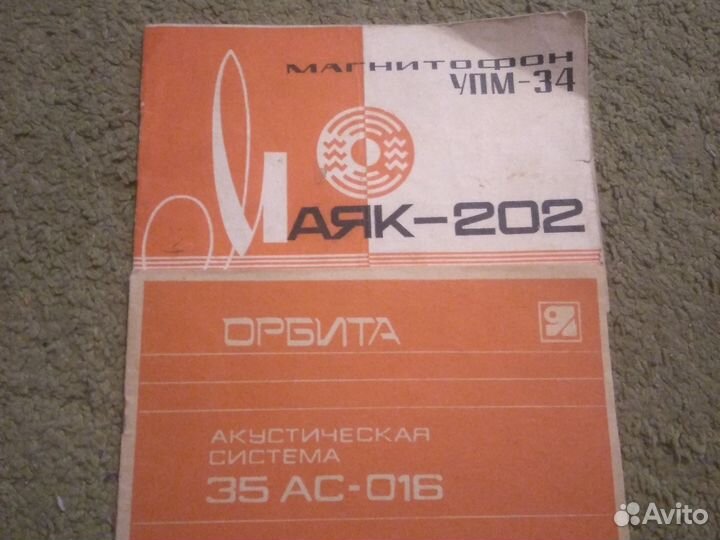 МАГНИТОФОН
УПМ-34
МАЯК-202
ОРБИТА
АКУСТИЧЕСКАЯ
СИСТЕМА
35 АС-016
Avito